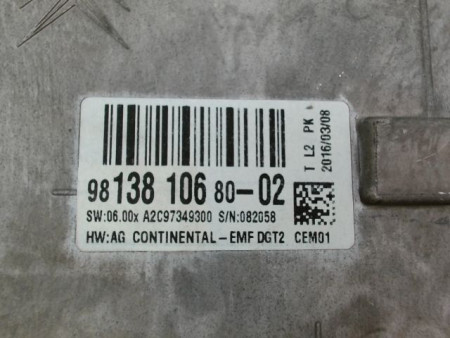 98 138 106 80-02
SW:06.00x A2C97349300 S/N:082058
HW:AG CONTINENTAL-EMF DGT2 CEM01
T L2 PK
2016/03/08